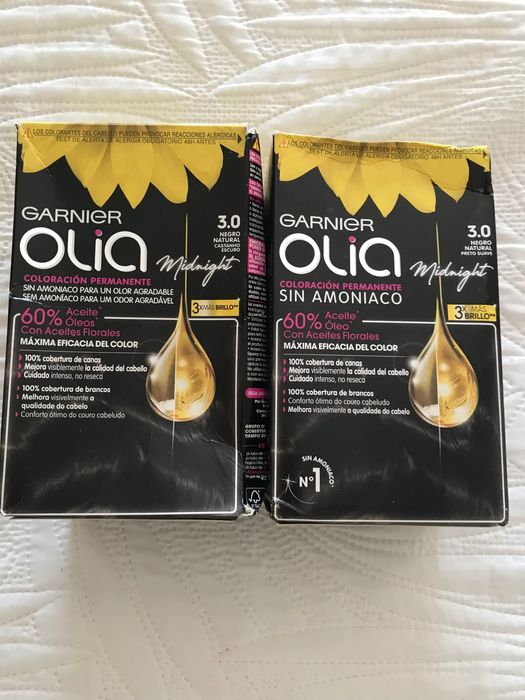 ⚠ LOS COLORANTES DEL CABELLO PUEDEN PROVOCAR REACCIONES ALÉRGICAS
TEST DE ALERTA DE ALERGIA OBLIGATORIO 48H ANTES
GARNIER
OLIA
Midnight
3.0
NEGRO
NATURAL
CASTANHO
ESCURO
COLORACIÓN PERMANENTE
SIN AMONIACO PARA UN OLOR AGRADABLE
SEM AMONÍACO PARA UM ODOR AGRADÁVEL
3XMÁS BRILLO**
60% Aceite*
Óleos
Con Aceites Florales
MÁXIMA EFICACIA DEL COLOR
• 100% cobertura de canas
• Mejora visiblemente la calidad del cabello
• Cuidado intenso, no reseca
• 100% cobertura de brancos
• Melhora visivelmente a
qualidade do cabelo
• Conforto ótimo do couro cabeludo
FSC
⚠ LOS COLORANTES DEL CABELLO PUEDEN PROVOCAR REACCIONES ALÉRGICAS
TEST DE ALERTA DE ALERGIA OBLIGATORIO 48H ANTES
GARNIER
OLIA
Midnight
3.0
NEGRO
NATURAL
PRETO SUAVE
COLORACIÓN PERMANENTE
SIN AMONIACO
3X MÁS
BRILLO**
60% Aceite*
Óleo*
Con Aceites Florales
MÁXIMA EFICACIA DEL COLOR
• 100% cobertura de canas
• Mejora visiblemente la calidad del cabello
• Cuidado intenso, no reseca
• 100% cobertura de brancos
• Conforto ótimo do couro cabeludo
• Melhora visivelmente a qualidade do cabelo
SIN AMONIACO*
Nº1